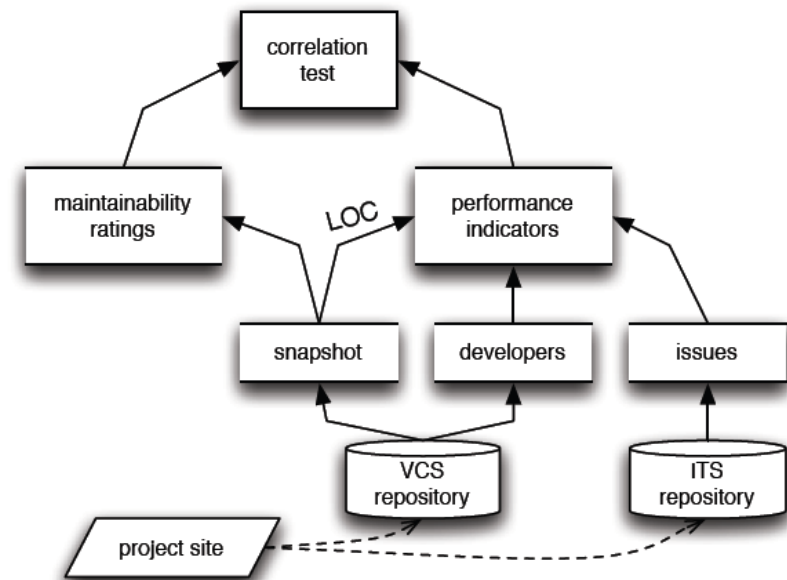 correlation
test
maintainability
ratings
LOC
performance
indicators
snapshot
developers
issues
VCS
repository
ITS
repository
project site